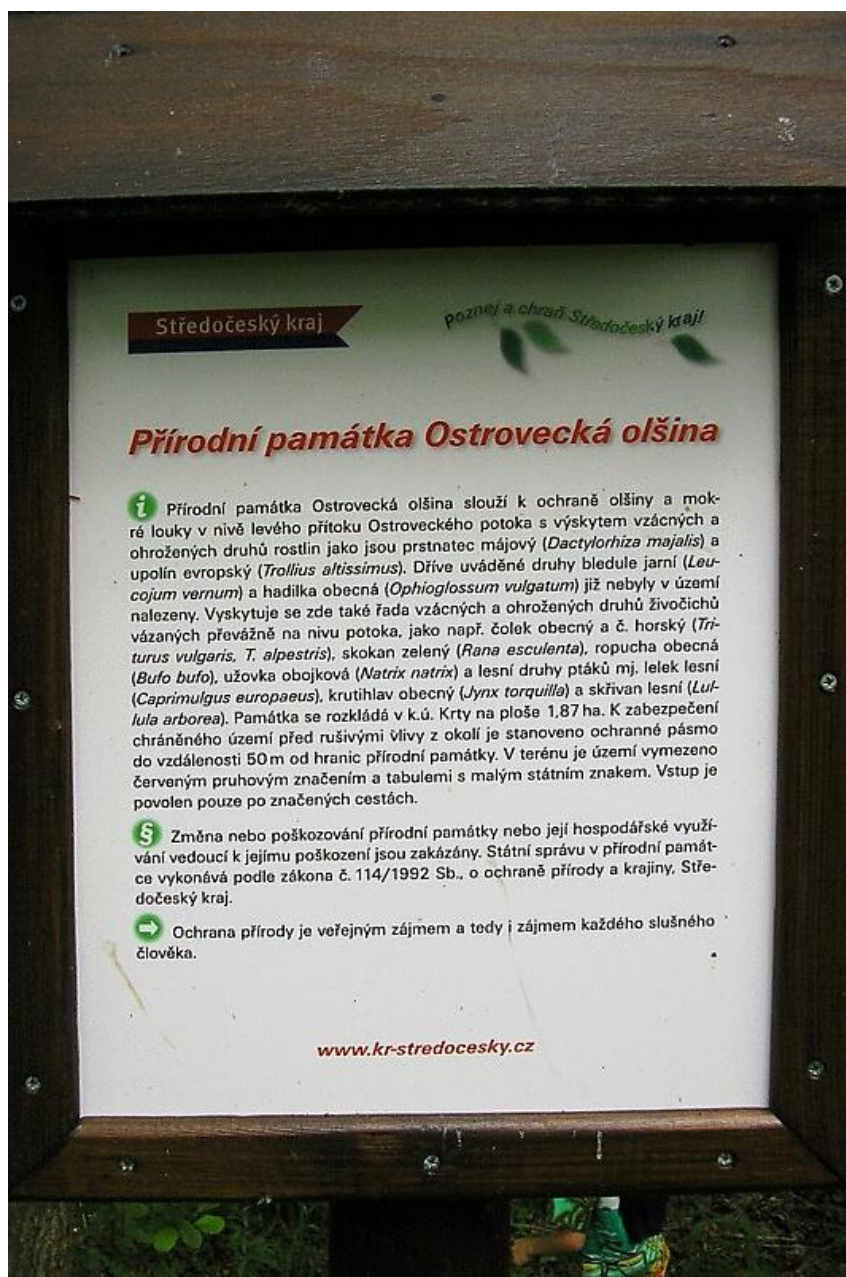 Středočeský kraj
Poznej a chraň Středočeský kraj!
Přírodní památka Ostrovecká olšina
i Přírodní památka Ostrovecká olšina slouží k ochraně olšiny a mok-
ré louky v nivě levého přítoku Ostroveckého potoka s výskytem vzácných a
ohrožených druhů rostlin jako jsou prstnatec májový (Dactylorhiza majalis) a
upolín evropský (Trollius altissimus). Dříve uváděné druhy bledule jarní (Leu-
cojum vernum) a hadilka obecná (Ophioglossum vulgatum) již nebyly v území
nalezeny. Vyskytuje se zde také řada vzácných a ohrožených druhů živočichů
vázaných převážně na nivu potoka, jako např. čolek obecný a č. horský (Tri-
turus vulgaris, T. alpestris), skokan zelený (Rana esculenta), ropucha obecná
(Bufo bufo), užovka obojková (Natrix natrix) a lesní druhy ptáků mj. lelek lesní
(Caprimulgus europaeus), krutihlav obecný (Jynx torquilla) a skřivan lesní (Lul-
lula arborea). Památka se rozkládá v k.ú. Krty na ploše 1,87 ha. K zabezpečení
chráněného území před rušivými vlivy z okolí je stanoveno ochranné pásmo
do vzdálenosti 50 m od hranic přírodní památky. V terénu je území vymezeno
červeným pruhovým značením a tabulemi s malým státním znakem. Vstup je
povolen pouze po značených cestách.
§ Změna nebo poškozování přírodní památky nebo její hospodářské využí-
vání vedoucí k jejímu poškození jsou zakázány. Státní správu v přírodní památ-
ce vykonává podle zákona č. 114/1992 Sb., o ochraně přírody a krajiny, Stře-
dočeský kraj.
Ochrana přírody je veřejným zájmem a tedy i zájmem každého slušného
člověka.
www.kr-stredocesky.cz